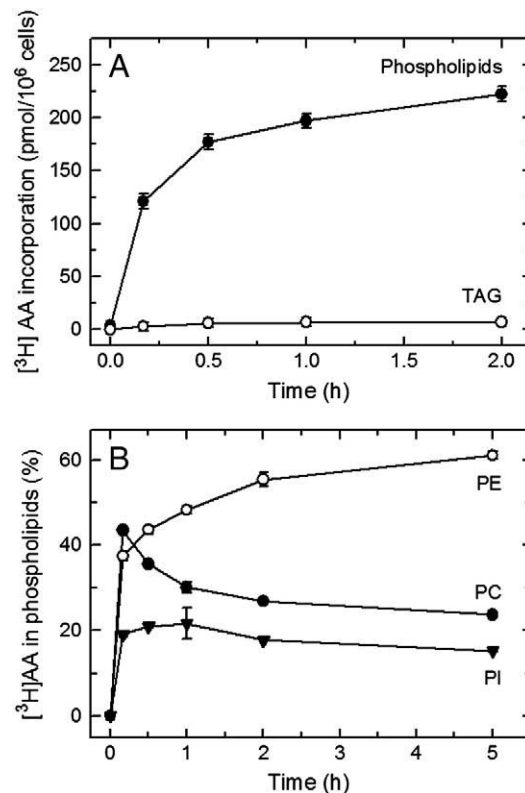 A
Phospholipids
TAG
[³H] AA incorporation (pmol/10⁶ cells)
250
200
150
100
50
0
0.0
0.5
1.0
1.5
2.0
Time (h)
B
PE
PC
PI
[³H]AA in phospholipids (%)
60
40
20
0
0
1
2
3
4
5
Time (h)